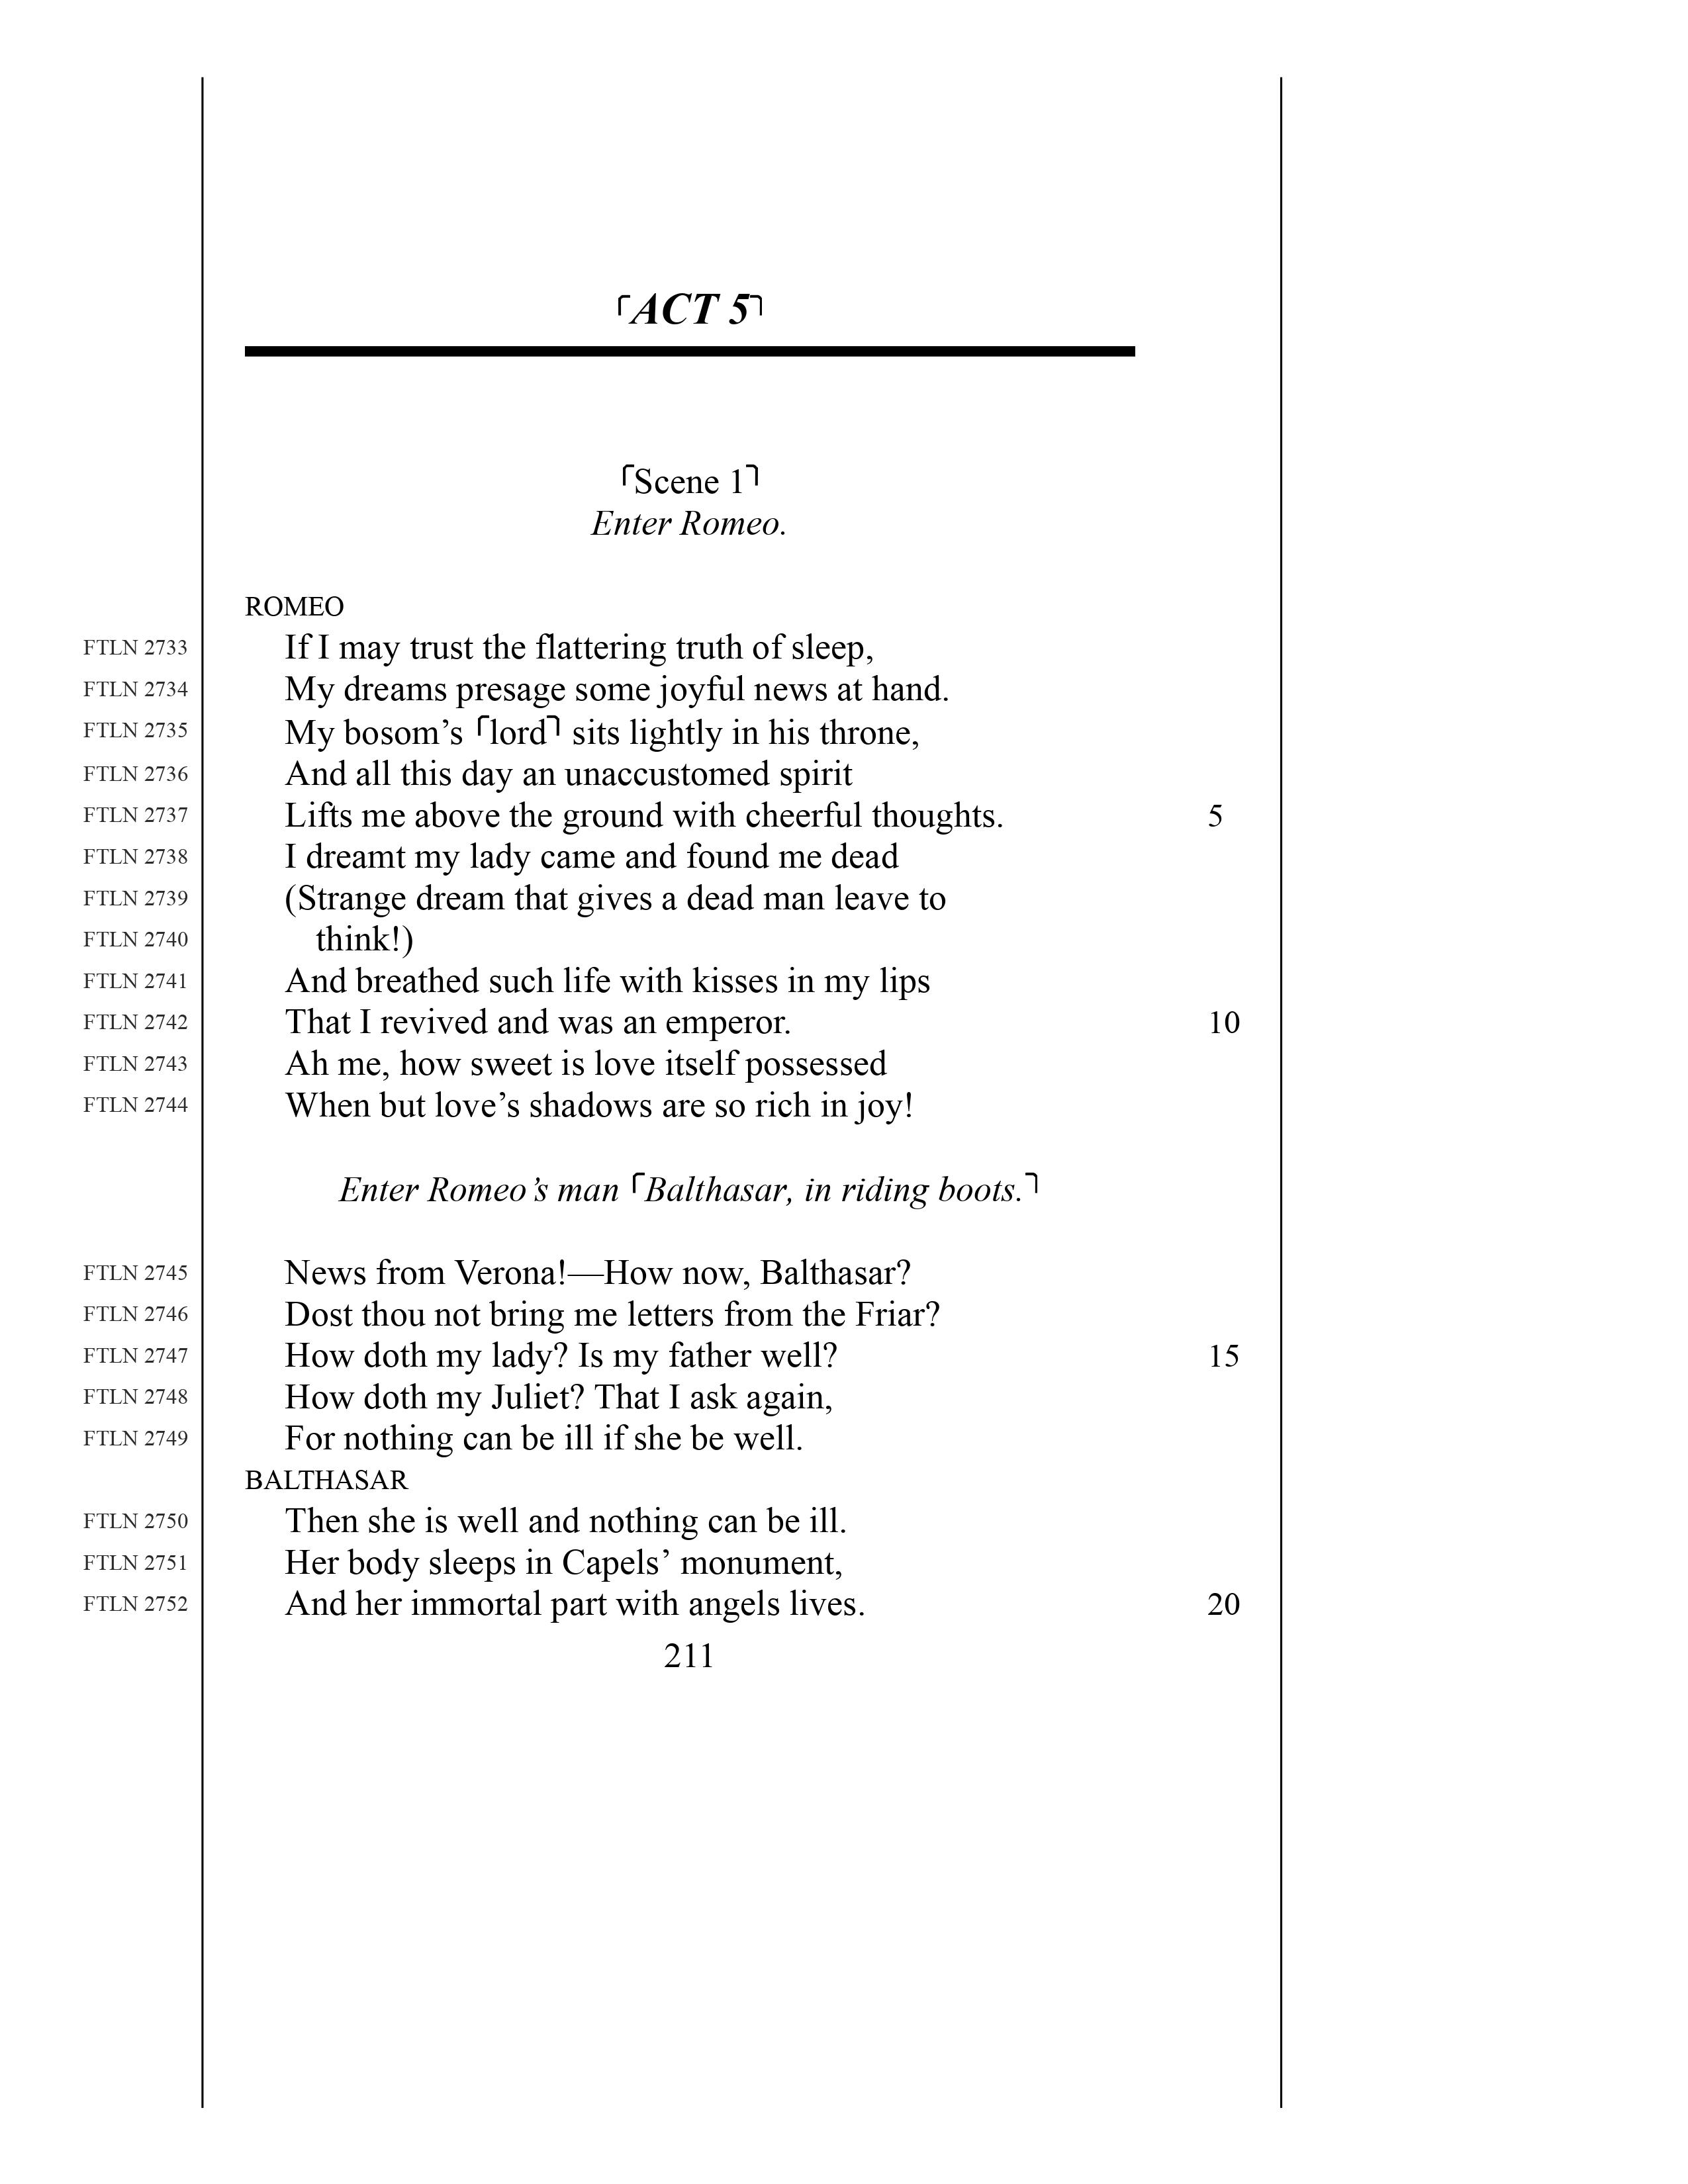 ⌜ACT 5⌝
⌜Scene 1⌝
Enter Romeo.
ROMEO
FTLN 2733 If I may trust the flattering truth of sleep,
FTLN 2734 My dreams presage some joyful news at hand.
FTLN 2735 My bosom’s ⌜lord⌝ sits lightly in his throne,
FTLN 2736 And all this day an unaccustomed spirit
FTLN 2737 Lifts me above the ground with cheerful thoughts. 5
FTLN 2738 I dreamt my lady came and found me dead
FTLN 2739 (Strange dream that gives a dead man leave to
FTLN 2740 think!)
FTLN 2741 And breathed such life with kisses in my lips
FTLN 2742 That I revived and was an emperor. 10
FTLN 2743 Ah me, how sweet is love itself possessed
FTLN 2744 When but love’s shadows are so rich in joy!
Enter Romeo’s man ⌜Balthasar, in riding boots.⌝
FTLN 2745 News from Verona!—How now, Balthasar?
FTLN 2746 Dost thou not bring me letters from the Friar?
FTLN 2747 How doth my lady? Is my father well? 15
FTLN 2748 How doth my Juliet? That I ask again,
FTLN 2749 For nothing can be ill if she be well.
BALTHASAR
FTLN 2750 Then she is well and nothing can be ill.
FTLN 2751 Her body sleeps in Capels’ monument,
FTLN 2752 And her immortal part with angels lives. 20
211